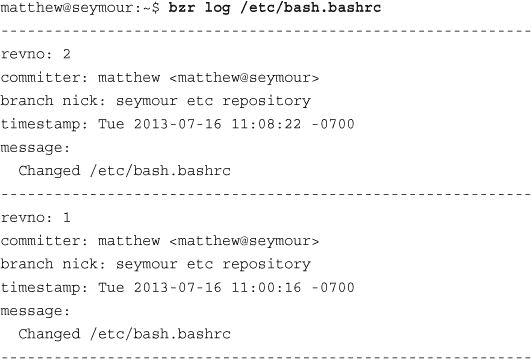 matthew@seymour:~$ bzr log /etc/bash.bashrc
------------------------------------------------------------
revno: 2
committer: matthew <matthew@seymour>
branch nick: seymour etc repository
timestamp: Tue 2013-07-16 11:08:22 -0700
message:
  Changed /etc/bash.bashrc
------------------------------------------------------------
revno: 1
committer: matthew <matthew@seymour>
branch nick: seymour etc repository
timestamp: Tue 2013-07-16 11:00:16 -0700
message:
  Changed /etc/bash.bashrc
------------------------------------------------------------